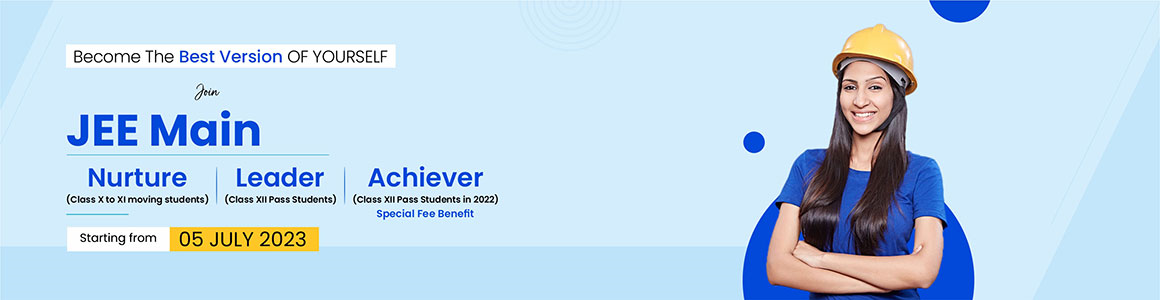 Become The Best Version OF YOURSELF
Join
JEE Main
Nurture Leader Achiever
(Class X to XI moving students) (Class XII Pass Students) (Class XII Pass Students in 2022)
Special Fee Benefit
Starting from 05 JULY 2023